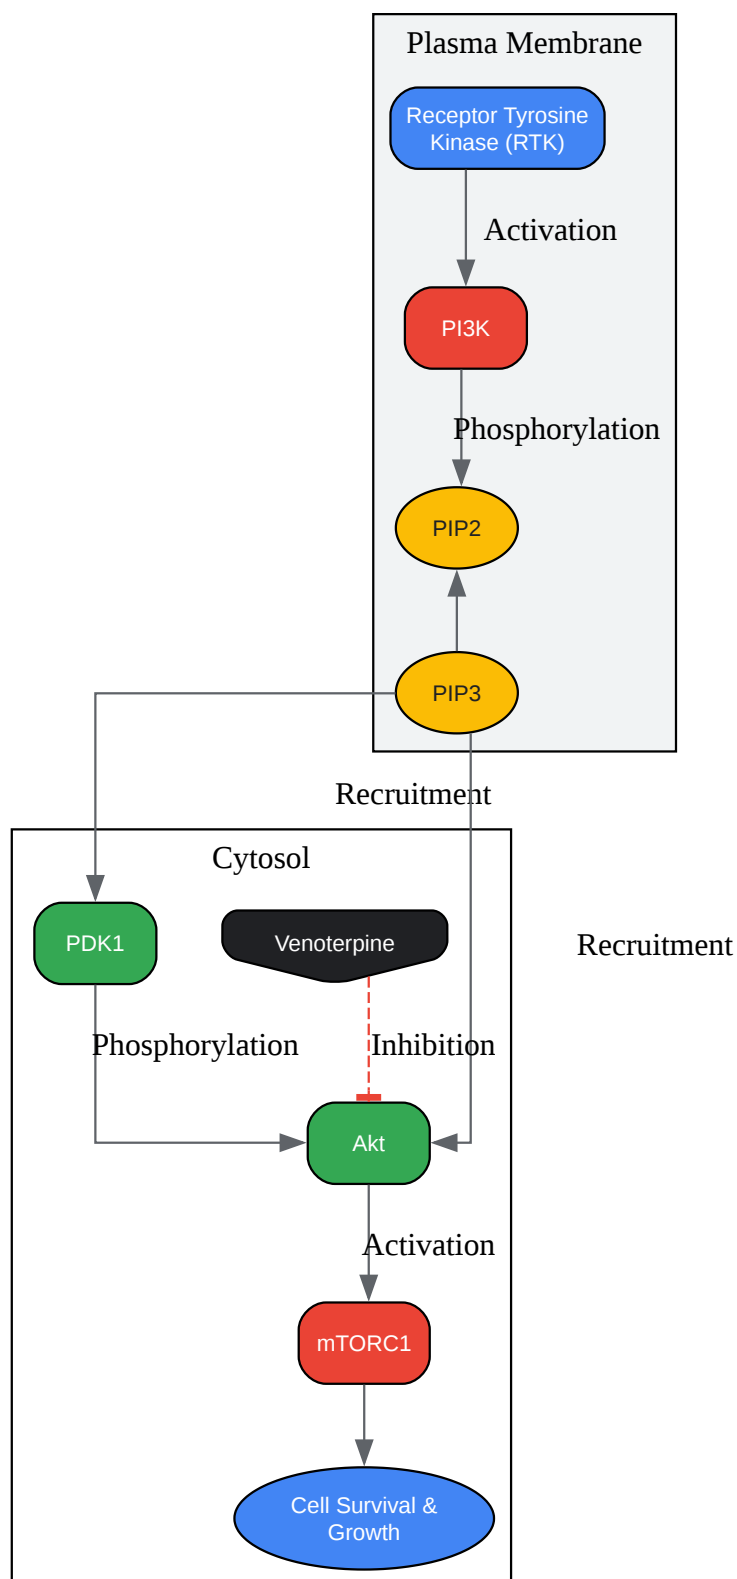 Plasma Membrane
Receptor Tyrosine
Kinase (RTK)
Activation
PI3K
Phosphorylation
PIP2
PIP3
Recruitment
Cytosol
PDK1
Venoterpine
Recruitment
Phosphorylation
Inhibition
Akt
Activation
mTORC1
Cell Survival &
Growth